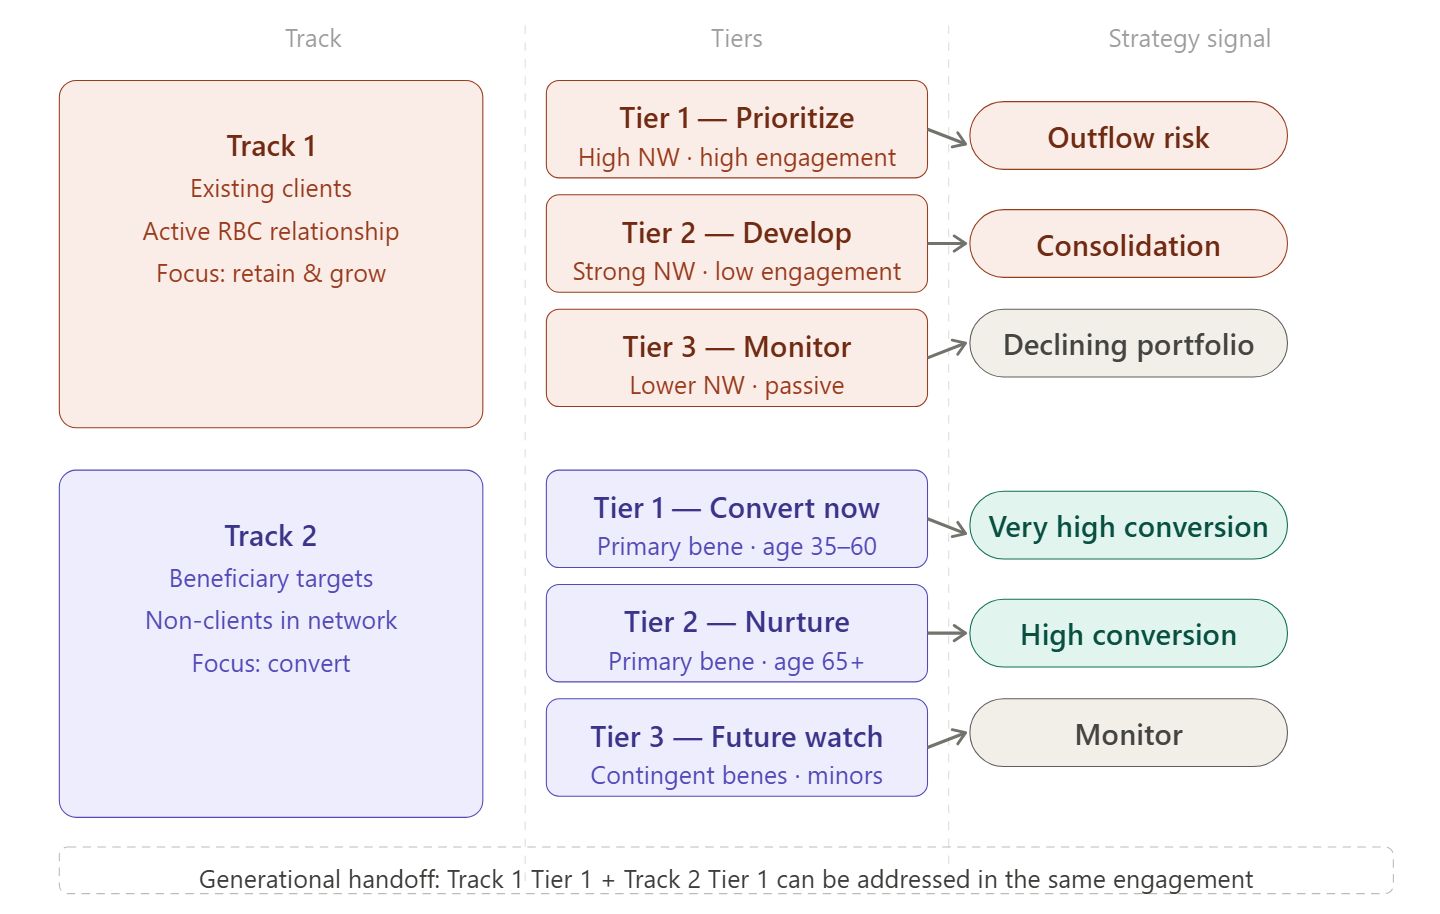 Track
Tiers
Strategy signal
Track 1
Existing clients
Active RBC relationship
Focus: retain & grow
Tier 1 — Prioritize
High NW · high engagement
Outflow risk
Tier 2 — Develop
Strong NW · low engagement
Consolidation
Tier 3 — Monitor
Lower NW · passive
Declining portfolio
Track 2
Beneficiary targets
Non-clients in network
Focus: convert
Tier 1 — Convert now
Primary bene · age 35–60
Very high conversion
Tier 2 — Nurture
Primary bene · age 65+
High conversion
Tier 3 — Future watch
Contingent benes · minors
Monitor
Generational handoff: Track 1 Tier 1 + Track 2 Tier 1 can be addressed in the same engagement